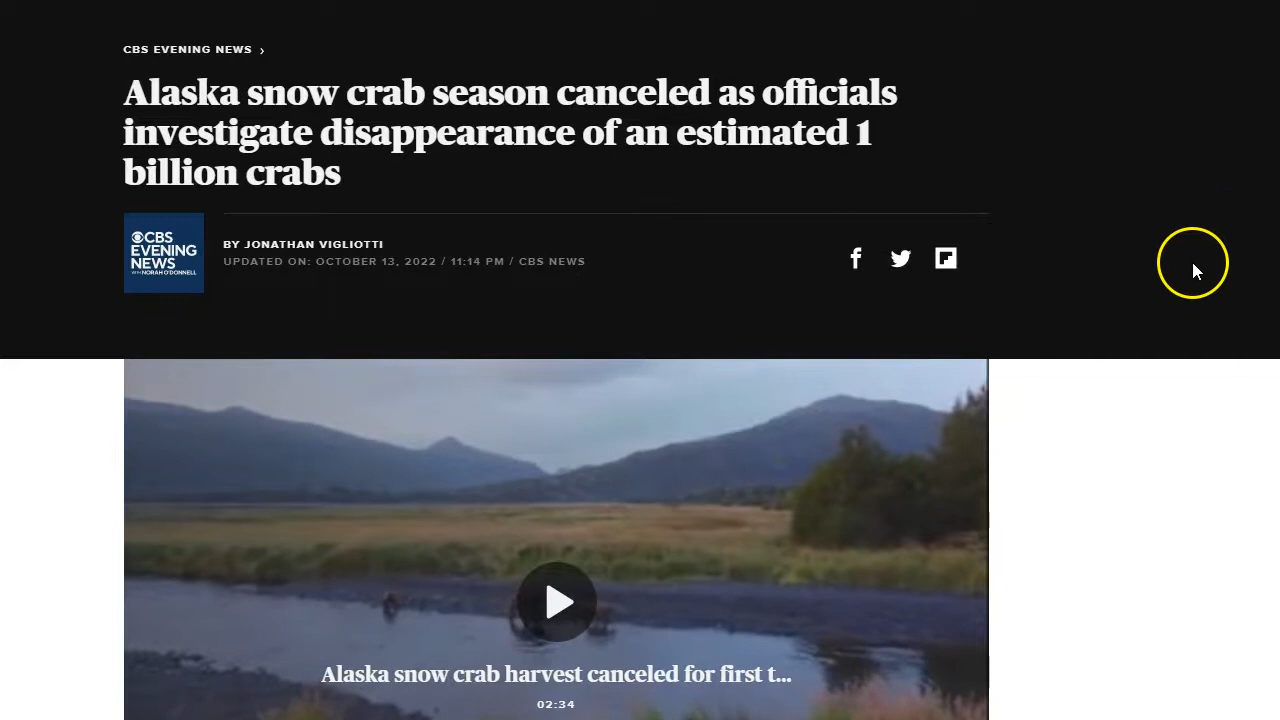 CBS EVENING NEWS ›
Alaska snow crab season canceled as officials
investigate disappearance of an estimated 1
billion crabs
CBS
EVENING
NEWS
WITH NORAH O'DONNELL
BY JONATHAN VIGLIOTTI
UPDATED ON: OCTOBER 13, 2022 / 11:14 PM / CBS NEWS
Alaska snow crab harvest canceled for first t...
02:34